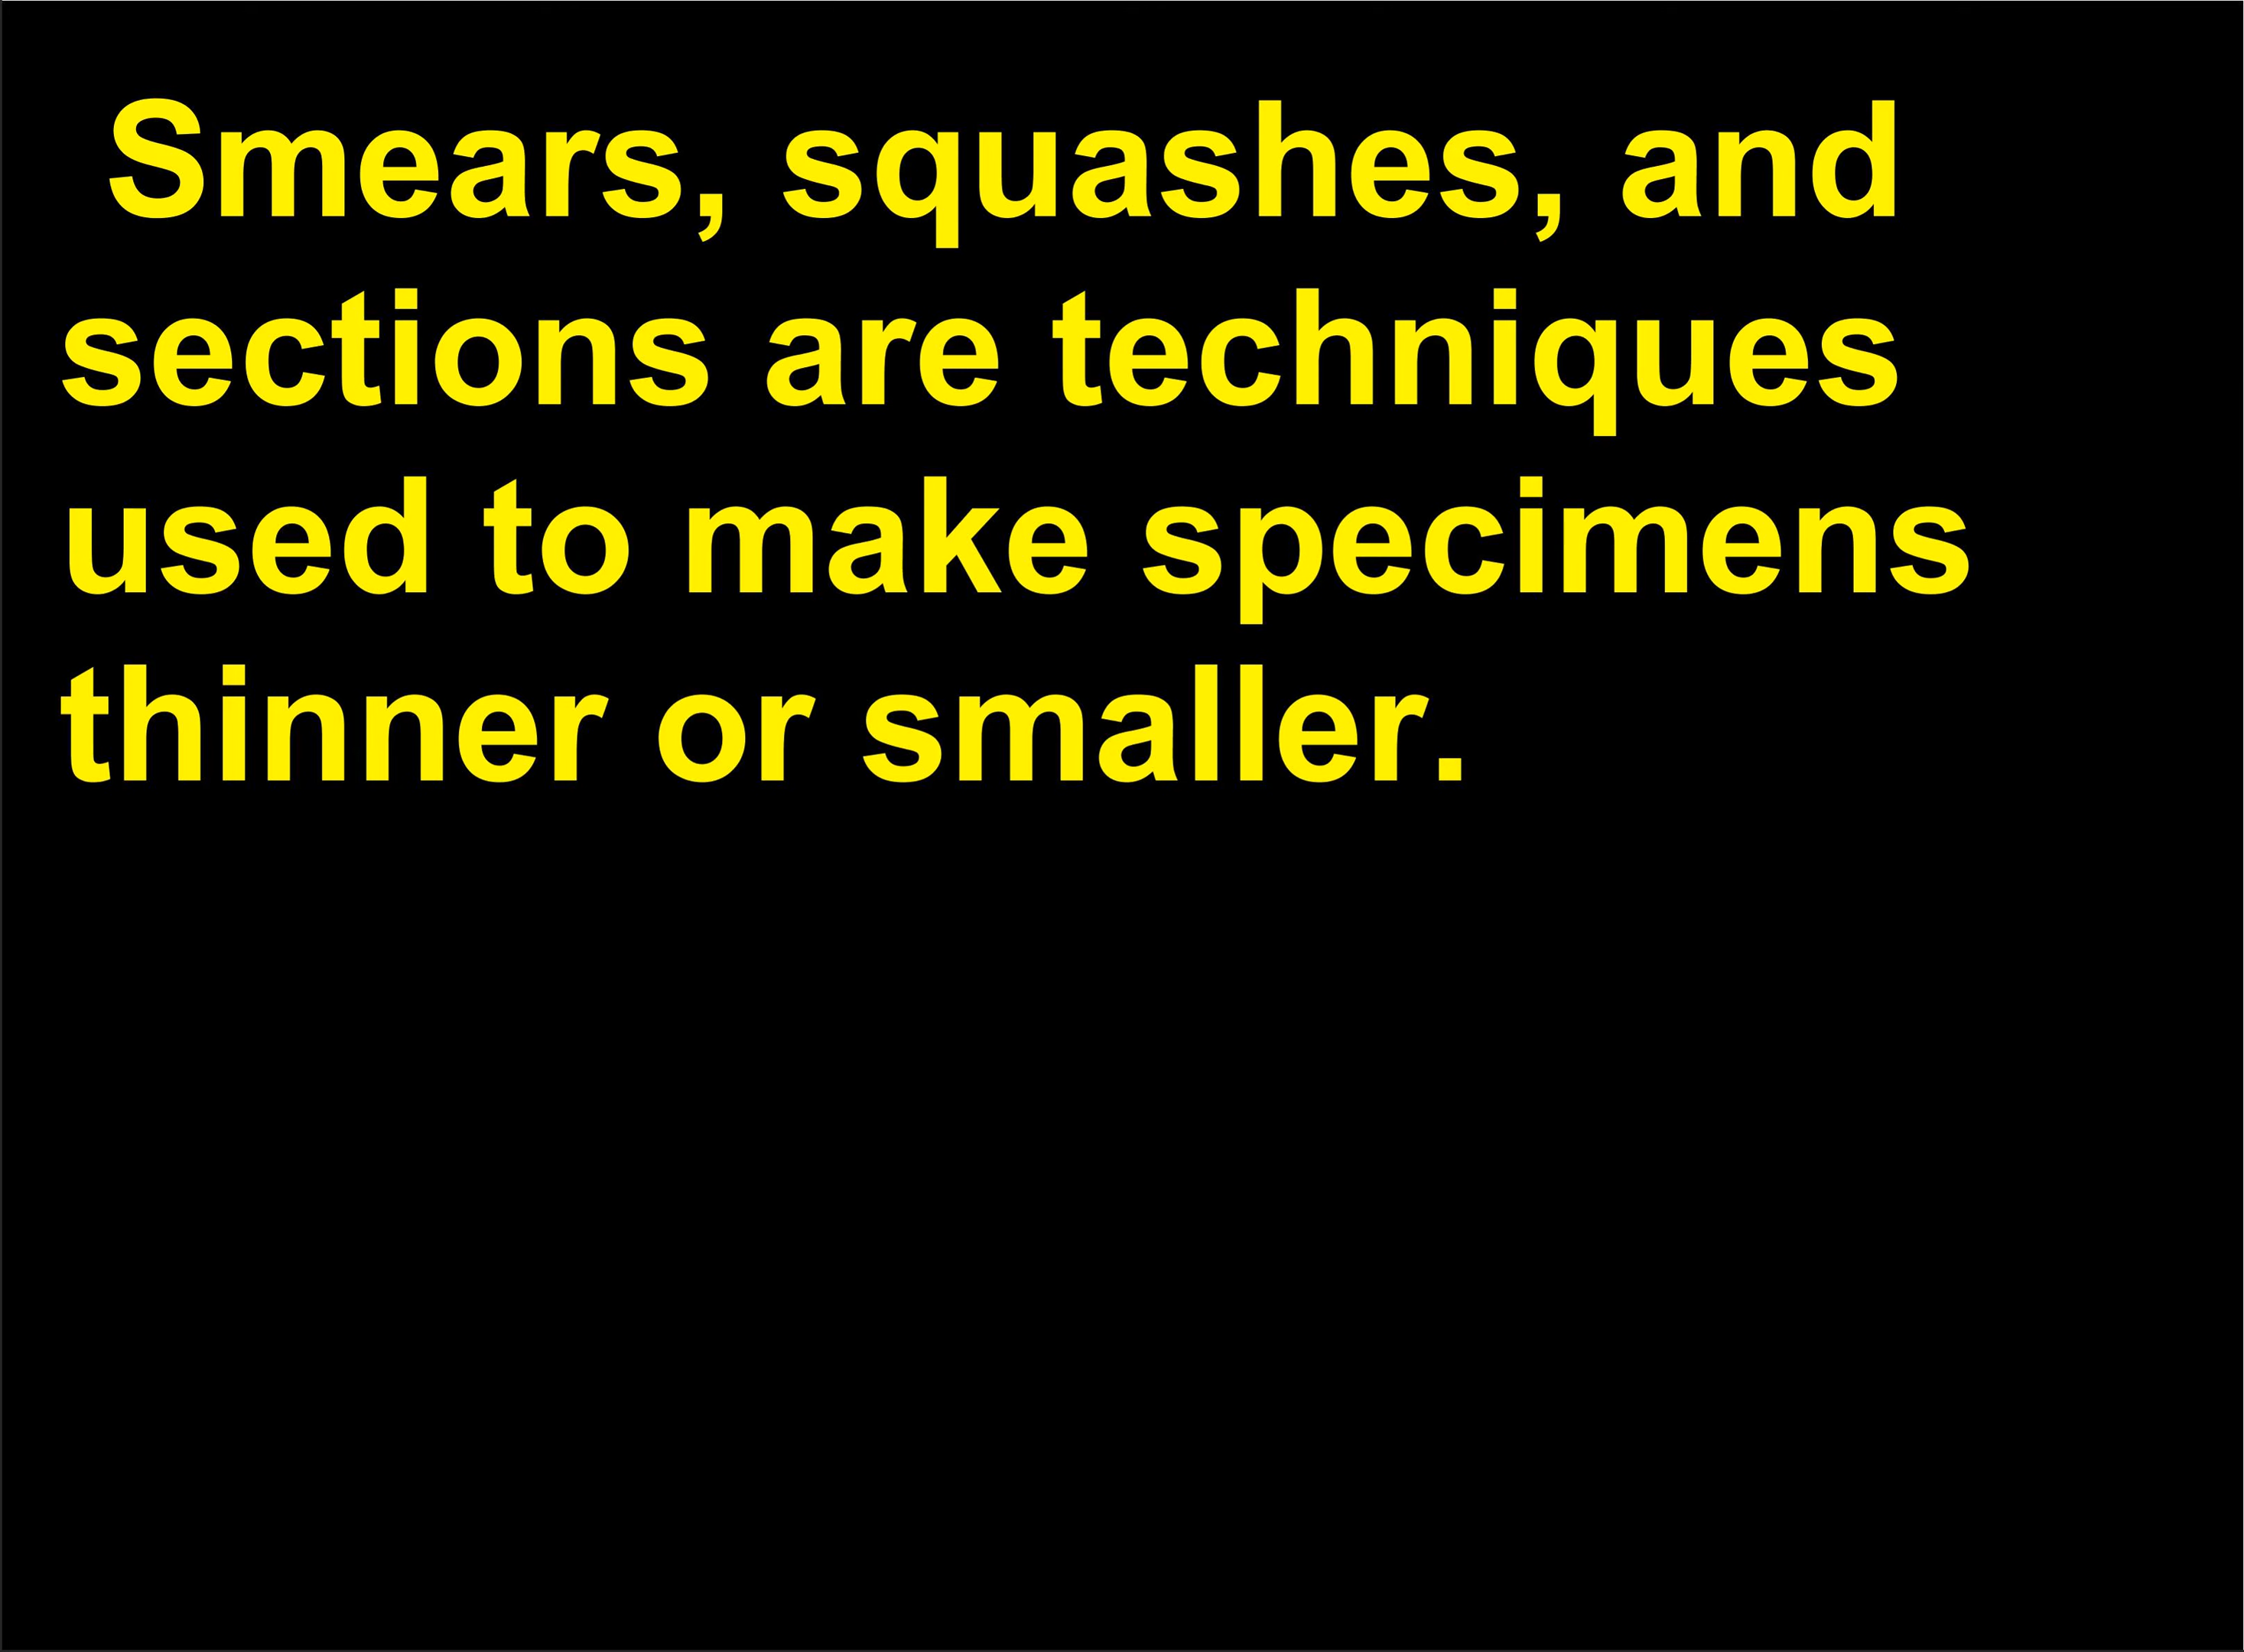 Smears, squashes, and
sections are techniques
used to make specimens
thinner or smaller.